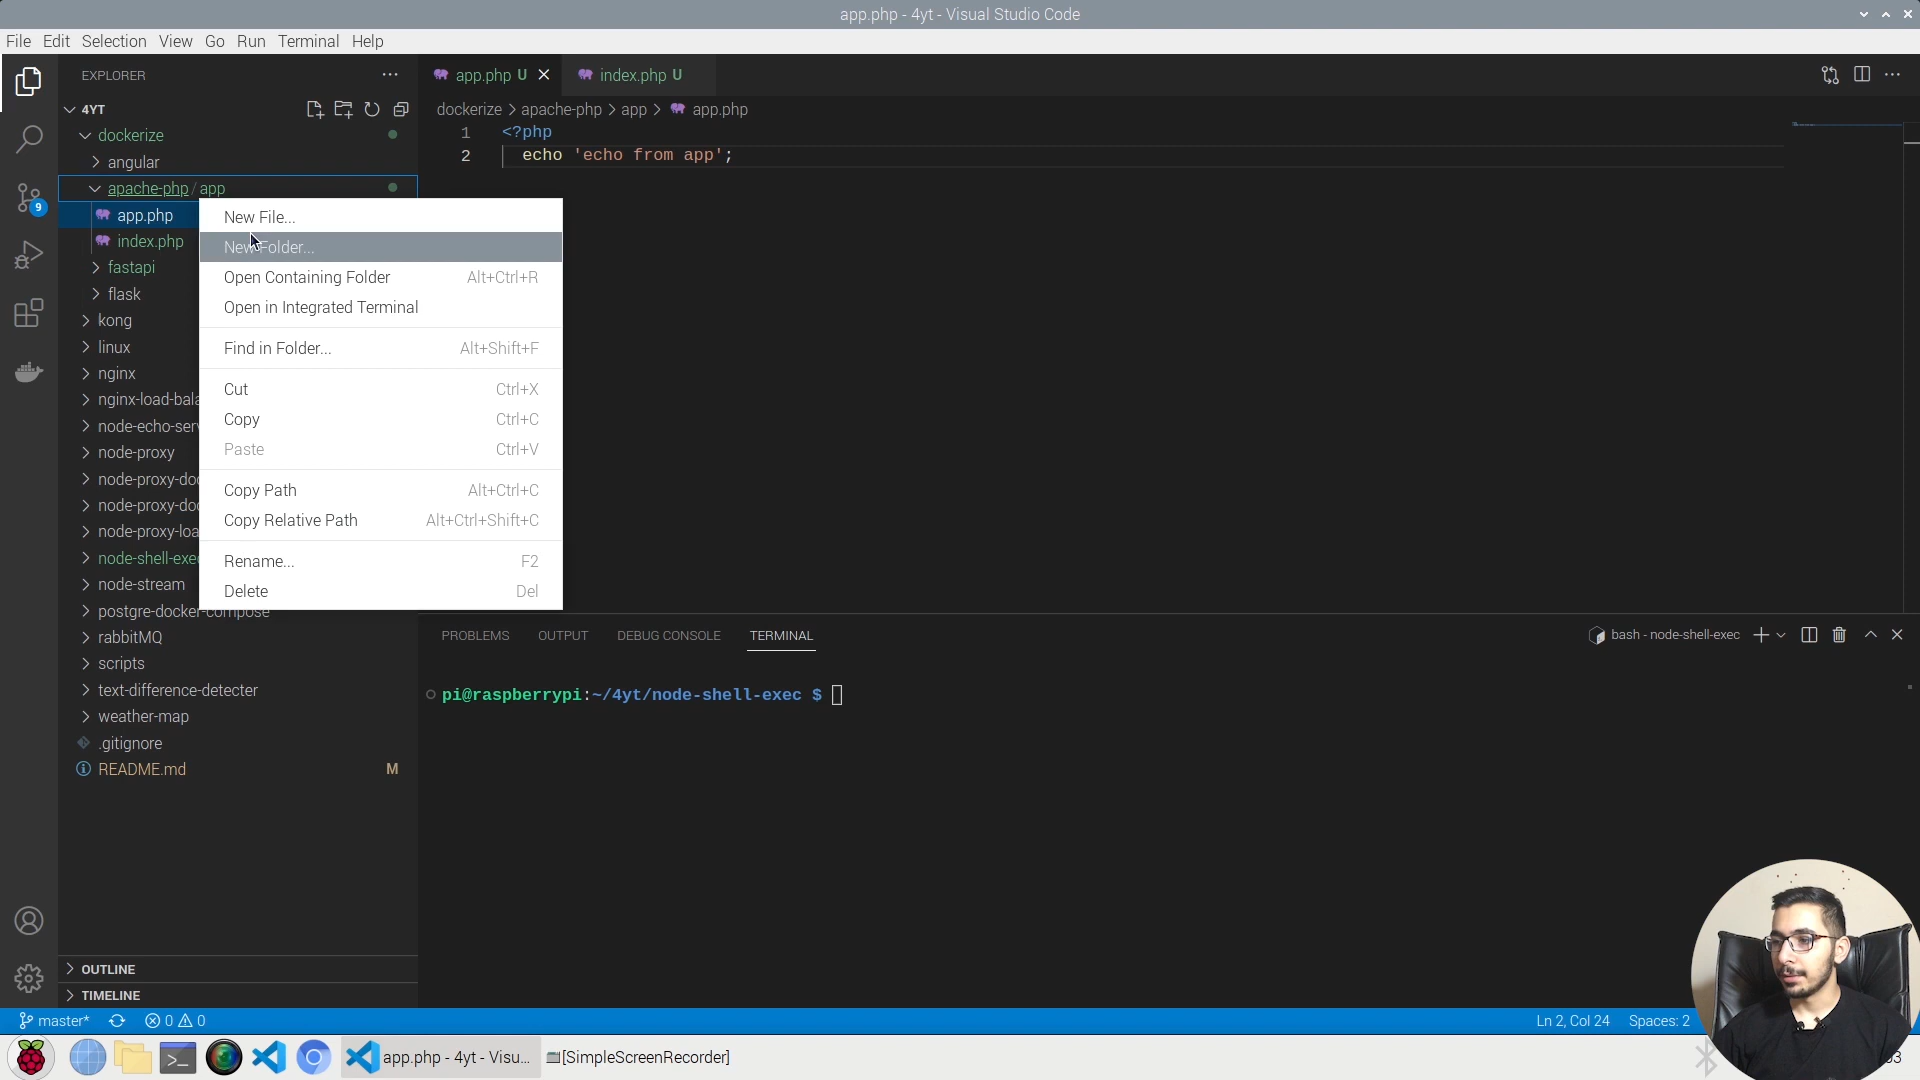 app.php - 4yt - Visual Studio Code
File Edit Selection View Go Run Terminal Help
EXPLORER
4YT
dockerize
angular
apache-php / app
app.php
index.php
fastapi
flask
kong
linux
nginx
nginx-load-bala
node-echo-serv
node-proxy
node-proxy-doc
node-proxy-doc
node-proxy-loa
node-shell-exec
node-stream
postgre-docker-compose
rabbitMQ
scripts
text-difference-detecter
weather-map
.gitignore
README.md M
OUTLINE
TIMELINE
9
New File...
New Folder...
Open Containing Folder Alt+Ctrl+R
Open in Integrated Terminal
Find in Folder... Alt+Shift+F
Cut Ctrl+X
Copy Ctrl+C
Paste Ctrl+V
Copy Path Alt+Ctrl+C
Copy Relative Path Alt+Ctrl+Shift+C
Rename... F2
Delete Del
app.php U index.php U
dockerize > apache-php > app > app.php
1 <?php
2 echo 'echo from app';
PROBLEMS OUTPUT DEBUG CONSOLE TERMINAL
bash - node-shell-exec
pi@raspberrypi:~/4yt/node-shell-exec $
master* 0 0
Ln 2, Col 24 Spaces: 2
app.php - 4yt - Visu... [SimpleScreenRecorder]